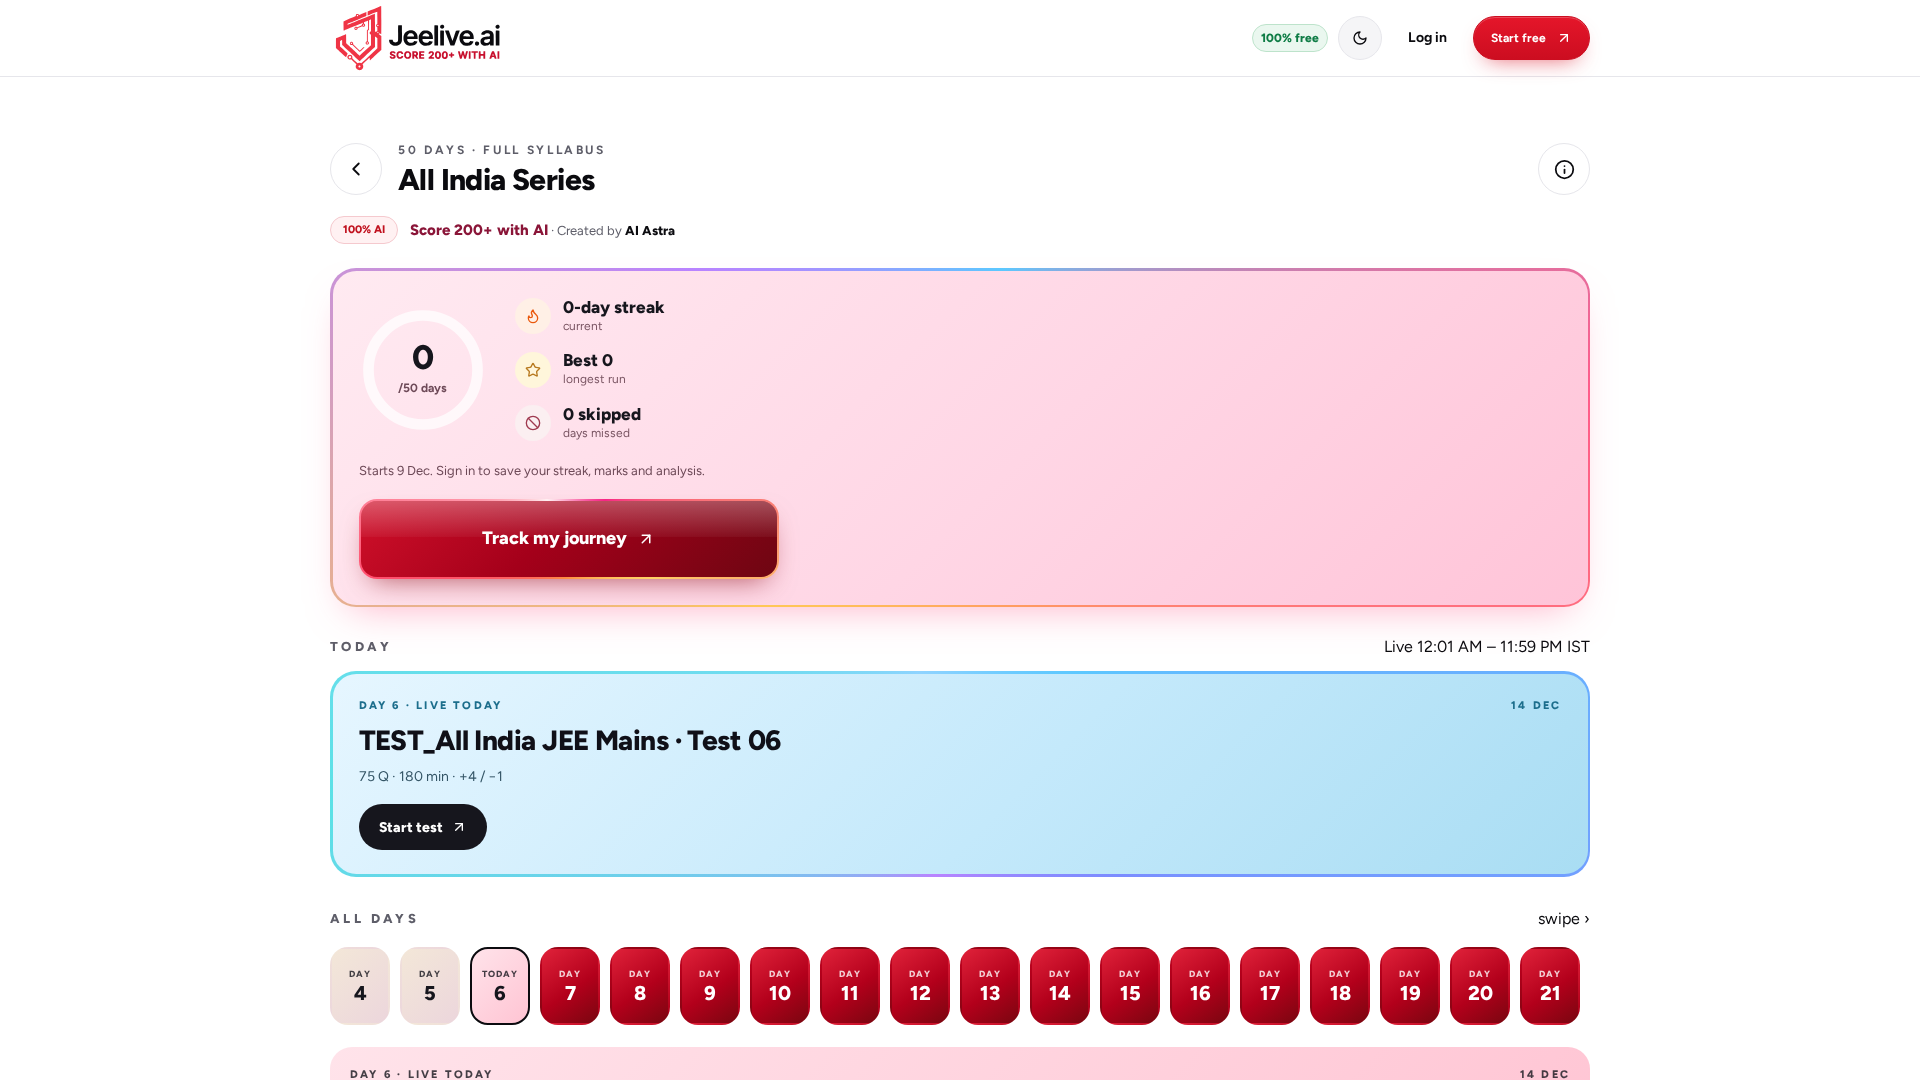 Jeelive.ai
SCORE 200+ WITH AI
100% free
Log in
Start free
50 DAYS · FULL SYLLABUS
All India Series
100% AI
Score 200+ with AI · Created by AI Astra
0
/50 days
0-day streak
current
Best 0
longest run
0 skipped
days missed
Starts 9 Dec. Sign in to save your streak, marks and analysis.
Track my journey
TODAY
Live 12:01 AM – 11:59 PM IST
DAY 6 · LIVE TODAY
14 DEC
TEST_All India JEE Mains · Test 06
75 Q · 180 min · +4 / −1
Start test
ALL DAYS
swipe ›
DAY
4
DAY
5
TODAY
6
DAY
7
DAY
8
DAY
9
DAY
10
DAY
11
DAY
12
DAY
13
DAY
14
DAY
15
DAY
16
DAY
17
DAY
18
DAY
19
DAY
20
DAY
21
DAY 6 · LIVE TODAY
14 DEC